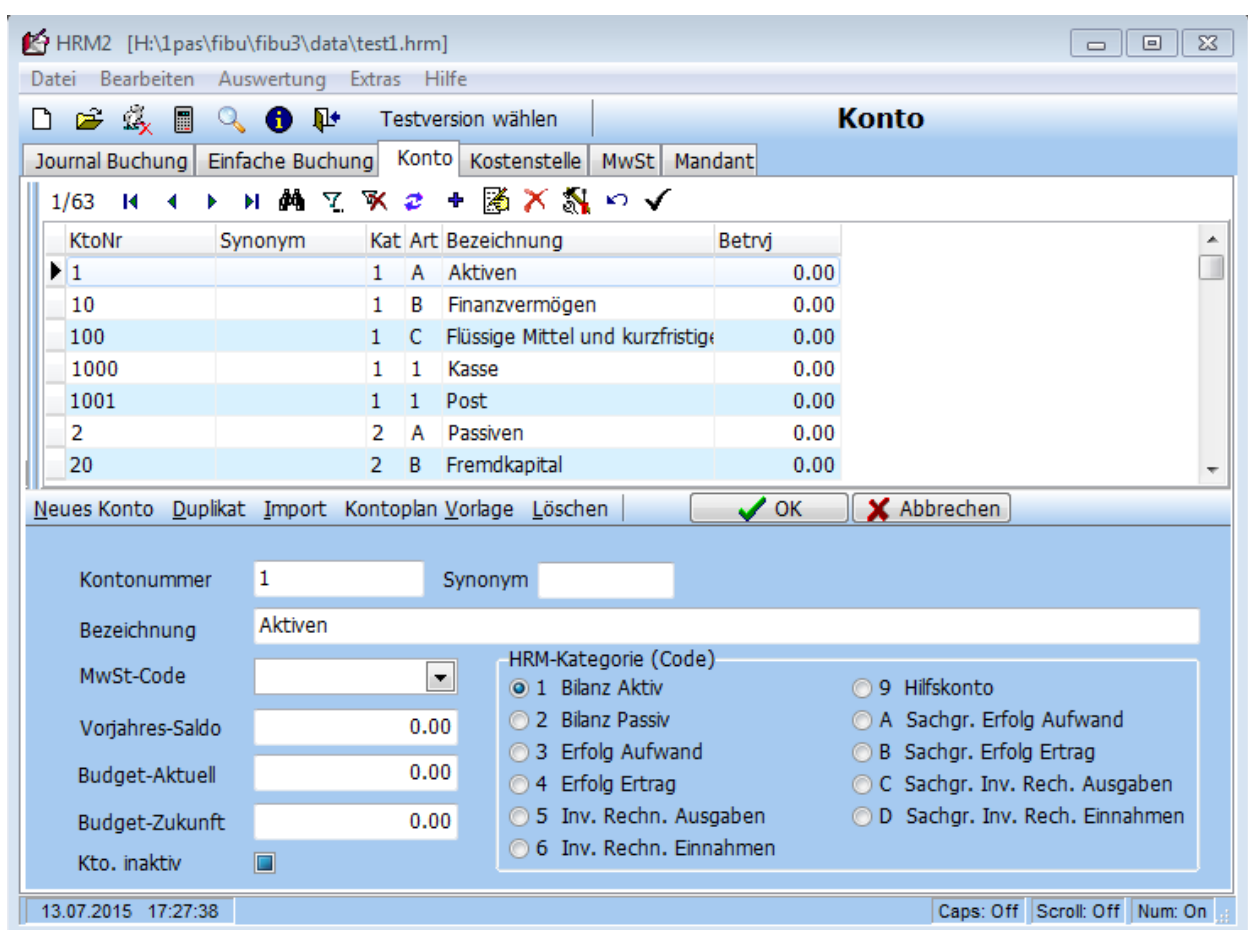 HRM2 [H:\1pas\fibu\fibu3\data\test1.hrm]
Datei Bearbeiten Auswertung Extras Hilfe
Testversion wählen Konto
Journal Buchung Einfache Buchung Konto Kostenstelle MwSt Mandant
1/63
KtoNr Synonym Kat Art Bezeichnung Betrvj
1 1 A Aktiven 0.00
10 1 B Finanzvermögen 0.00
100 1 C Flüssige Mittel und kurzfristige 0.00
1000 1 1 Kasse 0.00
1001 1 1 Post 0.00
2 2 A Passiven 0.00
20 2 B Fremdkapital 0.00
Neues Konto Duplikat Import Kontoplan Vorlage Löschen OK Abbrechen
Kontonummer 1 Synonym
Bezeichnung Aktiven
MwSt-Code
Vorjahres-Saldo 0.00
Budget-Aktuell 0.00
Budget-Zukunft 0.00
Kto. inaktiv
HRM-Kategorie (Code)
1 Bilanz Aktiv
2 Bilanz Passiv
3 Erfolg Aufwand
4 Erfolg Ertrag
5 Inv. Rechn. Ausgaben
6 Inv. Rechn. Einnahmen
9 Hilfskonto
A Sachgr. Erfolg Aufwand
B Sachgr. Erfolg Ertrag
C Sachgr. Inv. Rech. Ausgaben
D Sachgr. Inv. Rech. Einnahmen
13.07.2015 17:27:38 Caps: Off Scroll: Off Num: On